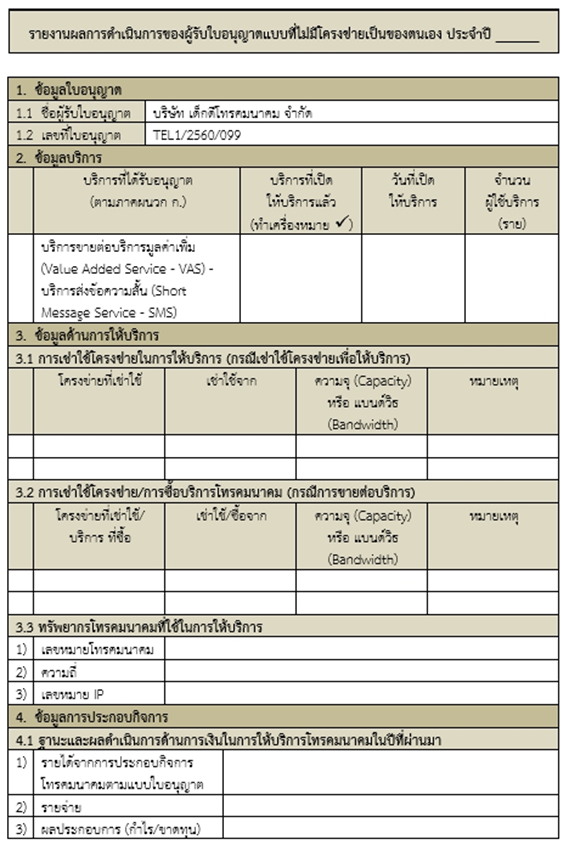 รายงานผลการดำเนินการของผู้รับใบอนุญาตแบบที่ไม่มีโครงข่ายเป็นของตนเอง ประจำปี ______
1. ข้อมูลใบอนุญาต
1.1 ชื่อผู้รับใบอนุญาต บริษัท เด็กดีโทรคมนาคม จำกัด
1.2 เลขที่ใบอนุญาต TEL1/2560/099
2. ข้อมูลบริการ
บริการที่ได้รับอนุญาต บริการที่เปิด วันที่เปิด จำนวน
(ตามภาคผนวก ก.) ให้บริการแล้ว ให้บริการ ผู้ใช้บริการ
(ทำเครื่องหมาย ✓) (ราย)
บริการขายต่อบริการมูลค่าเพิ่ม
(Value Added Service - VAS) -
บริการส่งข้อความสั้น (Short
Message Service - SMS)
3. ข้อมูลด้านการให้บริการ
3.1 การเช่าใช้โครงข่ายในการให้บริการ (กรณีเช่าใช้โครงข่ายเพื่อให้บริการ)
โครงข่ายที่เช่าใช้ เช่าใช้จาก ความจุ (Capacity) หมายเหตุ
หรือ แบนด์วิธ
(Bandwidth)
3.2 การเช่าใช้โครงข่าย/การซื้อบริการโทรคมนาคม (กรณีการขายต่อบริการ)
โครงข่ายที่เช่าใช้/ เช่าใช้/ซื้อจาก ความจุ (Capacity) หมายเหตุ
บริการ ที่ซื้อ หรือ แบนด์วิธ
(Bandwidth)
3.3 ทรัพยากรโทรคมนาคมที่ใช้ในการให้บริการ
1) เลขหมายโทรคมนาคม
2) ความถี่
3) เลขหมาย IP
4. ข้อมูลการประกอบกิจการ
4.1 ฐานะและผลดำเนินการด้านการเงินในการให้บริการโทรคมนาคมในปีที่ผ่านมา
1) รายได้จากการประกอบกิจการ
โทรคมนาคมตามแบบใบอนุญาต
2) รายจ่าย
3) ผลประกอบการ (กำไร/ขาดทุน)